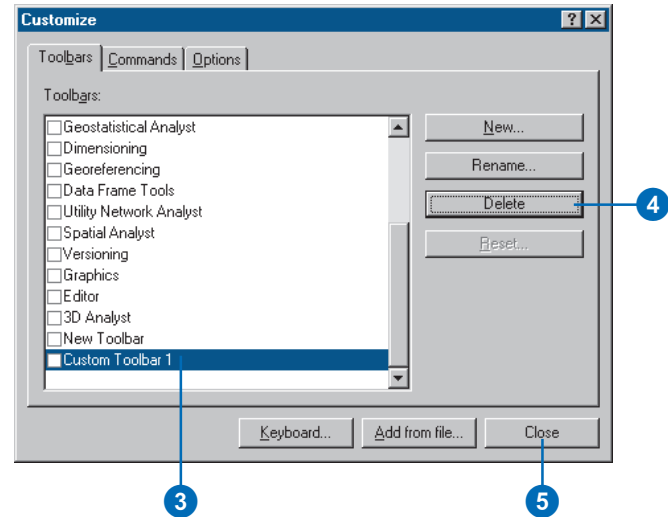 Customize
Toolbars Commands Options
Toolbars:
Geostatistical Analyst
Dimensioning
Georeferencing
Data Frame Tools
Utility Network Analyst
Spatial Analyst
Versioning
Graphics
Editor
3D Analyst
New Toolbar
Custom Toolbar 1
New...
Rename...
Delete
Reset...
4
Keyboard... Add from file... Close
3 5